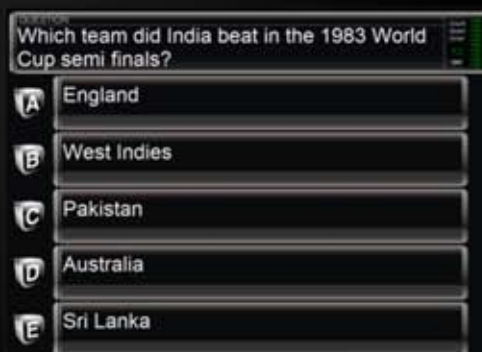 QUESTION
Which team did India beat in the 1983 World
Cup semi finals?
A England
B West Indies
C Pakistan
D Australia
E Sri Lanka